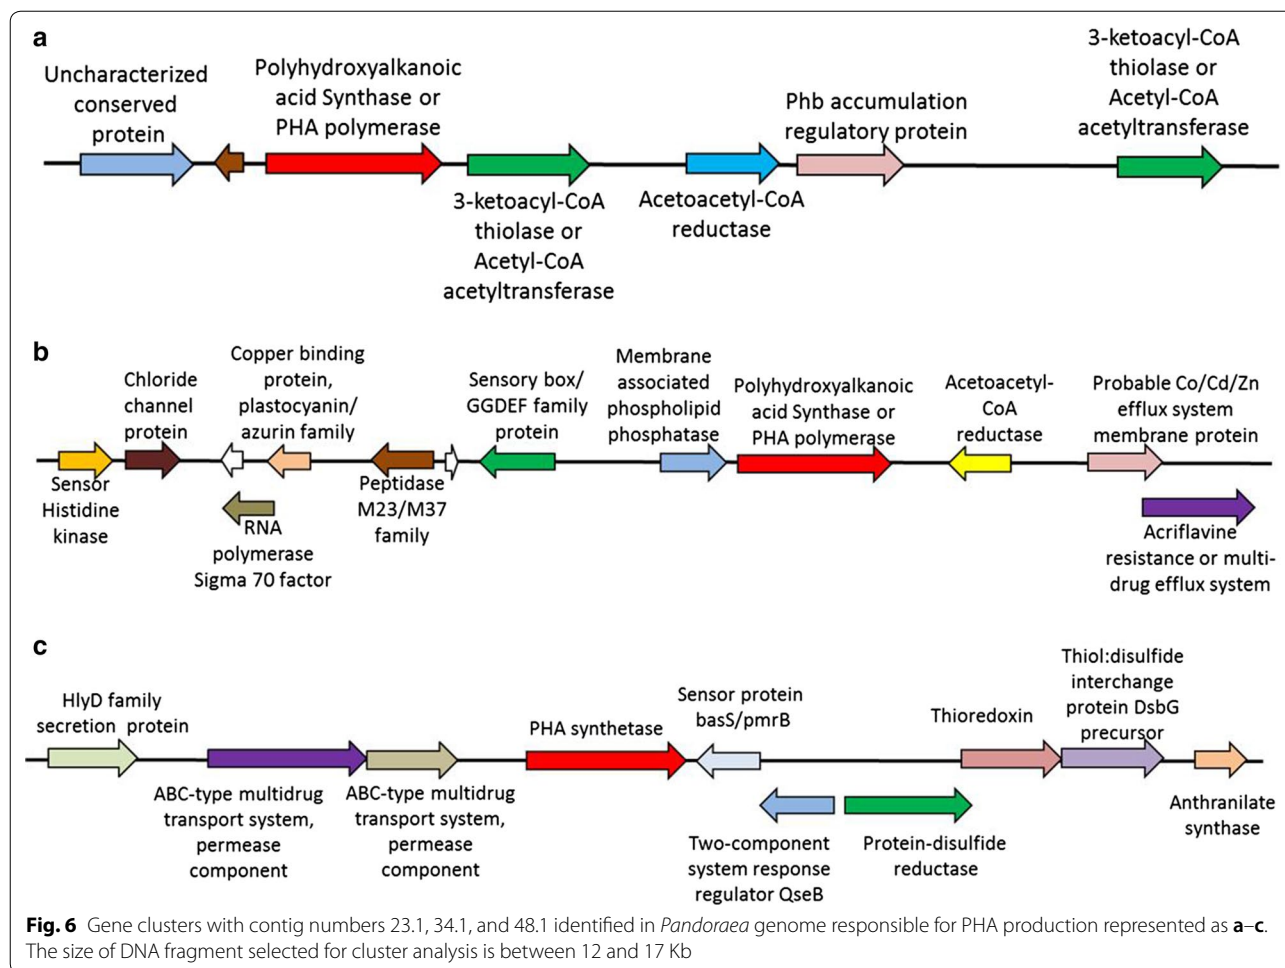 a
Uncharacterized
conserved
protein
Polyhydroxyalkanoic
acid Synthase or
PHA polymerase
3-ketoacyl-CoA
thiolase or
Acetyl-CoA
acetyltransferase
Acetoacetyl-CoA
reductase
Phb accumulation
regulatory protein
3-ketoacyl-CoA
thiolase or
Acetyl-CoA
acetyltransferase
b
Sensor
Histidine
kinase
Chloride
channel
protein
Copper binding
protein,
plastocyanin/
azurin family
RNA
polymerase
Sigma 70 factor
Peptidase
M23/M37
family
Sensory box/
GGDEF family
protein
Membrane
associated
phospholipid
phosphatase
Polyhydroxyalkanoic
acid Synthase or
PHA polymerase
Acetoacetyl-
CoA
reductase
Probable Co/Cd/Zn
efflux system
membrane protein
Acriflavine
resistance or multi-
drug efflux system
c
HlyD family
secretion protein
ABC-type multidrug
transport system,
permease
component
ABC-type multidrug
transport system,
permease
component
PHA synthetase
Sensor protein
basS/pmrB
Two-component
system response
regulator QseB
Protein-disulfide
reductase
Thioredoxin
Thiol:disulfide
interchange
protein DsbG
precursor
Anthranilate
synthase
Fig. 6 Gene clusters with contig numbers 23.1, 34.1, and 48.1 identified in Pandoraea genome responsible for PHA production represented as a–c.
The size of DNA fragment selected for cluster analysis is between 12 and 17 Kb